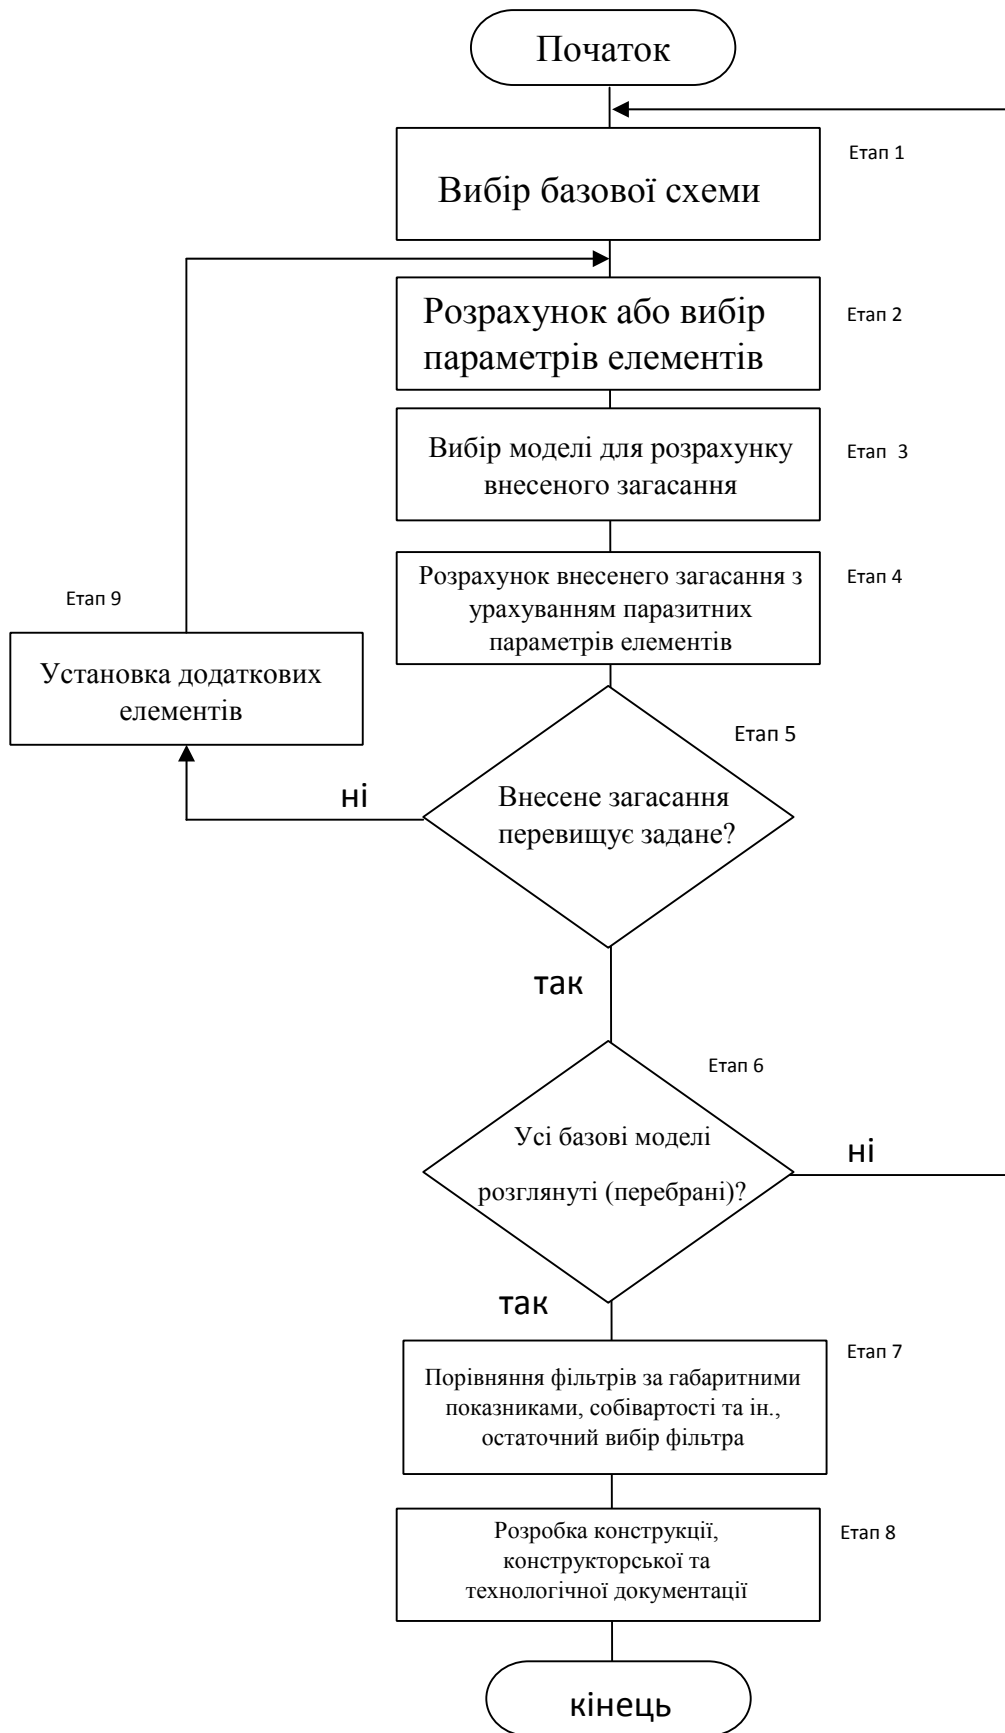 Початок
Етап 1
Вибір базової схеми
Етап 2
Розрахунок або вибір
параметрів елементів
Етап 3
Вибір моделі для розрахунку
внесеного загасання
Етап 4
Розрахунок внесенего загасання з
урахуванням паразитних
параметрів елементів
Етап 9
Установка додаткових
елементів
Етап 5
ні
Внесене загасання
перевищує задане?
так
Етап 6
Усі базові моделі
розглянуті (перебрані)?
ні
так
Етап 7
Порівняння фільтрів за габаритними
показниками, собівартості та ін.,
остаточний вибір фільтра
Етап 8
Розробка конструкції,
конструкторської та
технологічної документації
кінець